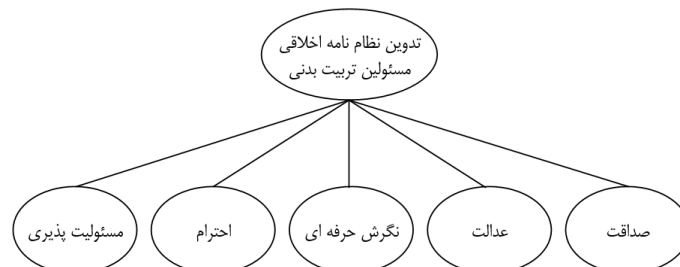 تدوین نظام نامه اخلاقی
مسئولین تربیت بدنی
صداقت
عدالت
نگرش حرفه ای
احترام
مسئولیت پذیری